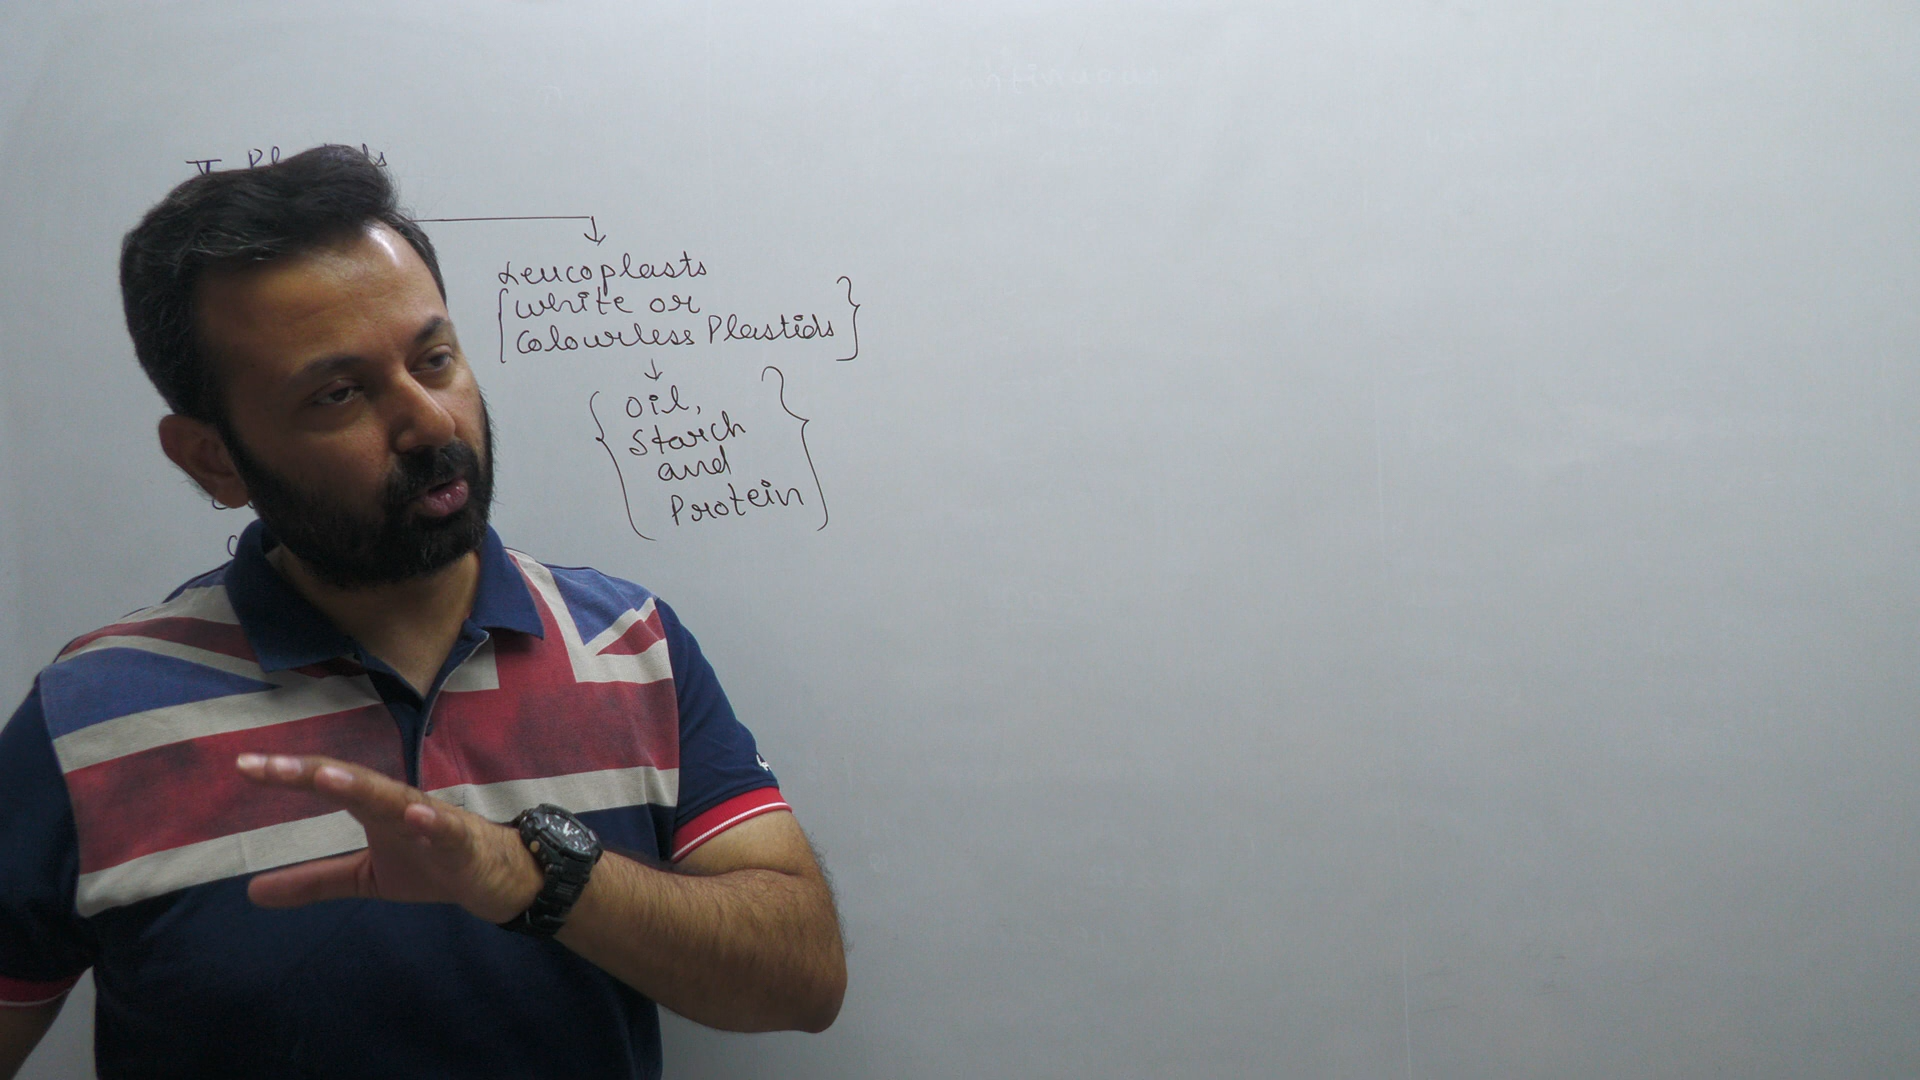 Leucoplasts
{White or
Colourless Plastids}
↓
{Oil,
Starch
and
Protein}